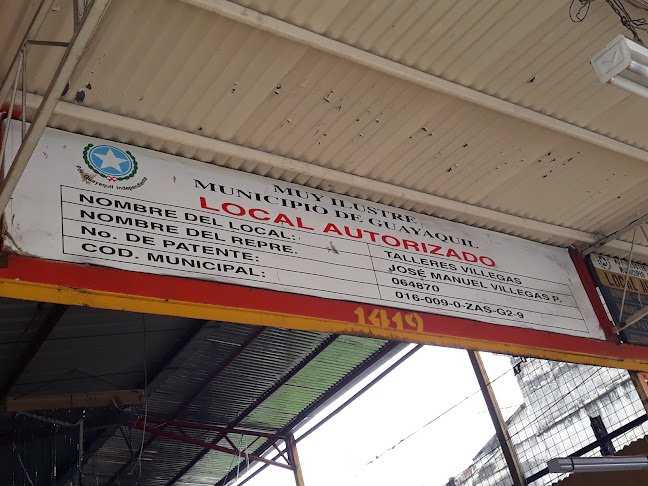 Por Guayaquil Independiente
MUY ILUSTRE
MUNICIPIO DE GUAYAQUIL
LOCAL AUTORIZADO
NOMBRE DEL LOCAL: TALLERES VILLEGAS
NOMBRE DEL REPRE.: JOSÉ MANUEL VILLEGAS P.
No. DE PATENTE: 064870
COD. MUNICIPAL: 016-009-0-ZAS-G2-9
1419